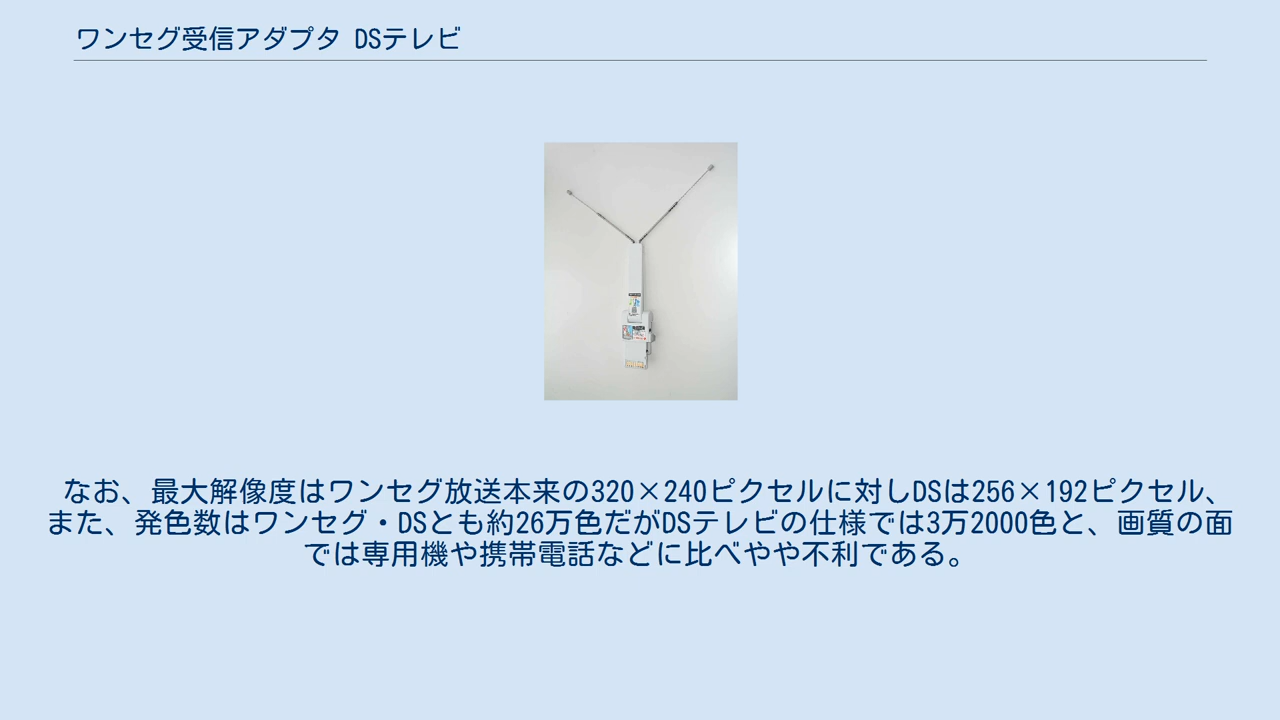 ワンセグ受信アダプタ DSテレビ
なお、最大解像度はワンセグ放送本来の320×240ピクセルに対しDSは256×192ピクセル、
また、発色数はワンセグ・DSとも約26万色だがDSテレビの仕様では3万2000色と、画質の面
では専用機や携帯電話などに比べやや不利である。